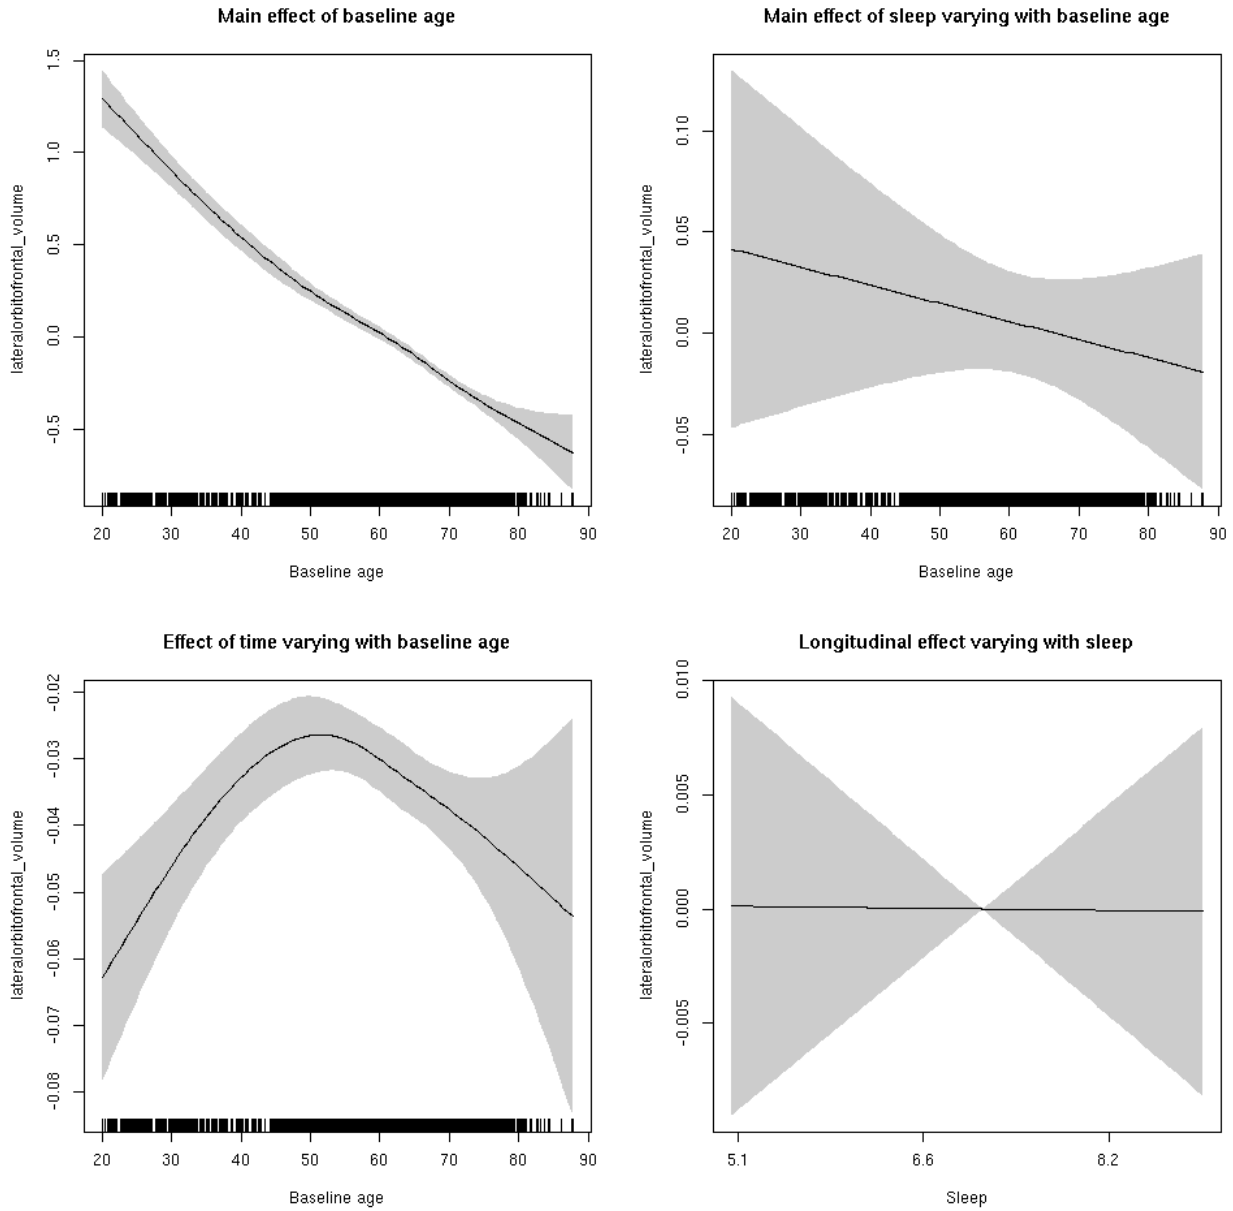 Main effect of baseline age
lateralorbitofrontal_volume
1.5
1.0
0.5
0.0
-0.5
20 30 40 50 60 70 80 90
Baseline age
Main effect of sleep varying with baseline age
lateralorbitofrontal_volume
0.10
0.05
0.00
-0.05
20 30 40 50 60 70 80 90
Baseline age
Effect of time varying with baseline age
lateralorbitofrontal_volume
-0.02
-0.03
-0.04
-0.05
-0.06
-0.07
-0.08
20 30 40 50 60 70 80 90
Baseline age
Longitudinal effect varying with sleep
lateralorbitofrontal_volume
0.010
0.005
0.000
-0.005
5.1 6.6 8.2
Sleep